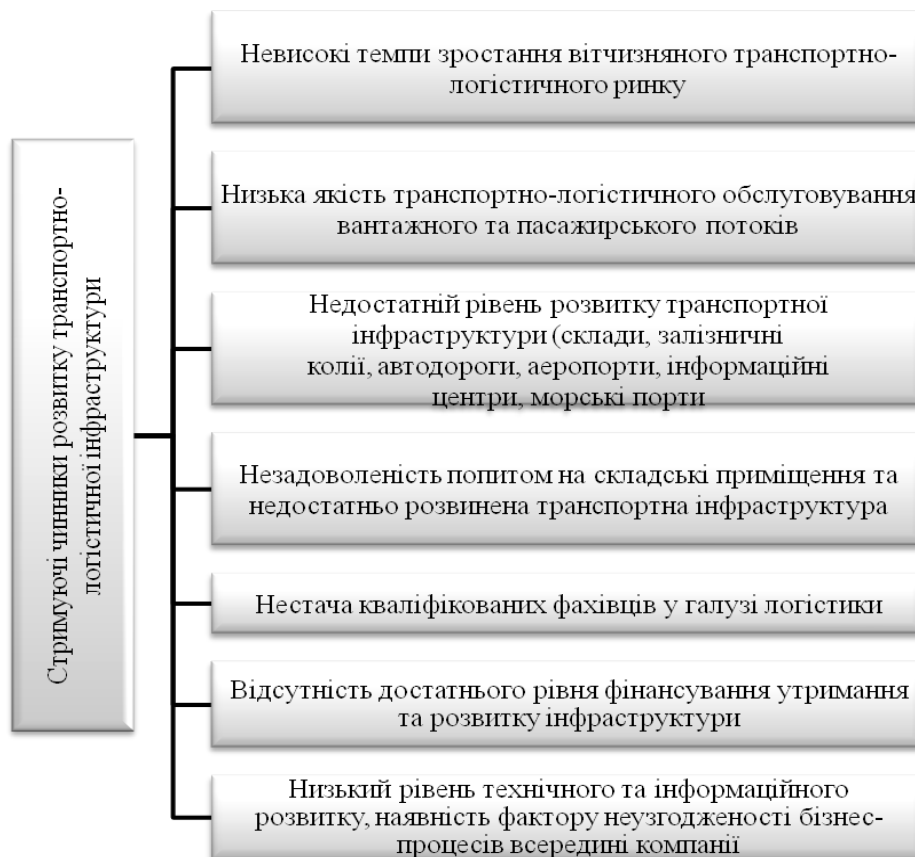 Стримуючі чинники розвитку транспортно-
логістичної інфраструктури
Невисокі темпи зростання вітчизняного транспортно-
логістичного ринку
Низька якість транспортно-логістичного обслуговування
вантажного та пасажирського потоків
Недостатній рівень розвитку транспортної
інфраструктури (склади, залізничні
колії, автодороги, аеропорти, інформаційні
центри, морські порти
Незадоволеність попитом на складські приміщення та
недостатньо розвинена транспортна інфраструктура
Нестача кваліфікованих фахівців у галузі логістики
Відсутність достатнього рівня фінансування утримання
та розвитку інфраструктури
Низький рівень технічного та інформаційного
розвитку, наявність фактору неузгодженості бізнес-
процесів всередині компанії